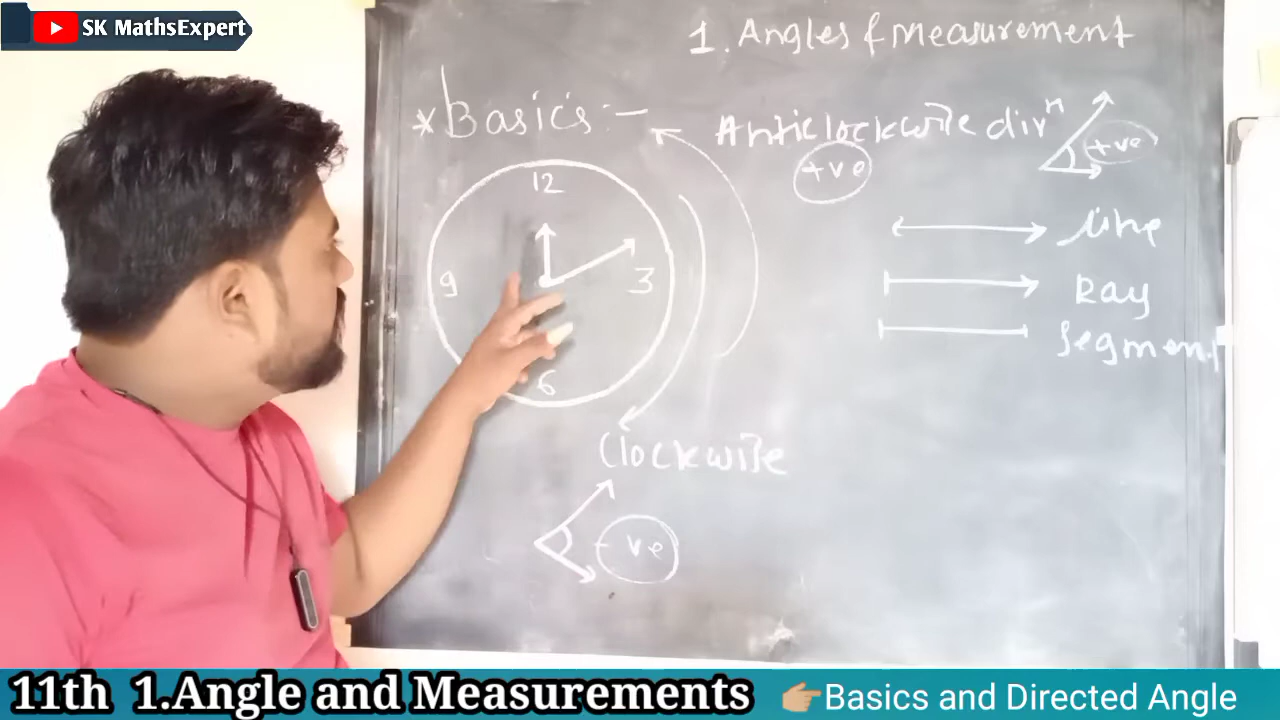 SK MathsExpert
1. Angles & Measurement
* Basics :-
Anticlockwise dirⁿ
+ve
+ve
12
9
3
6
Line
Ray
Segment
Clockwise
- ve
11th 1.Angle and Measurements
👉Basics and Directed Angle